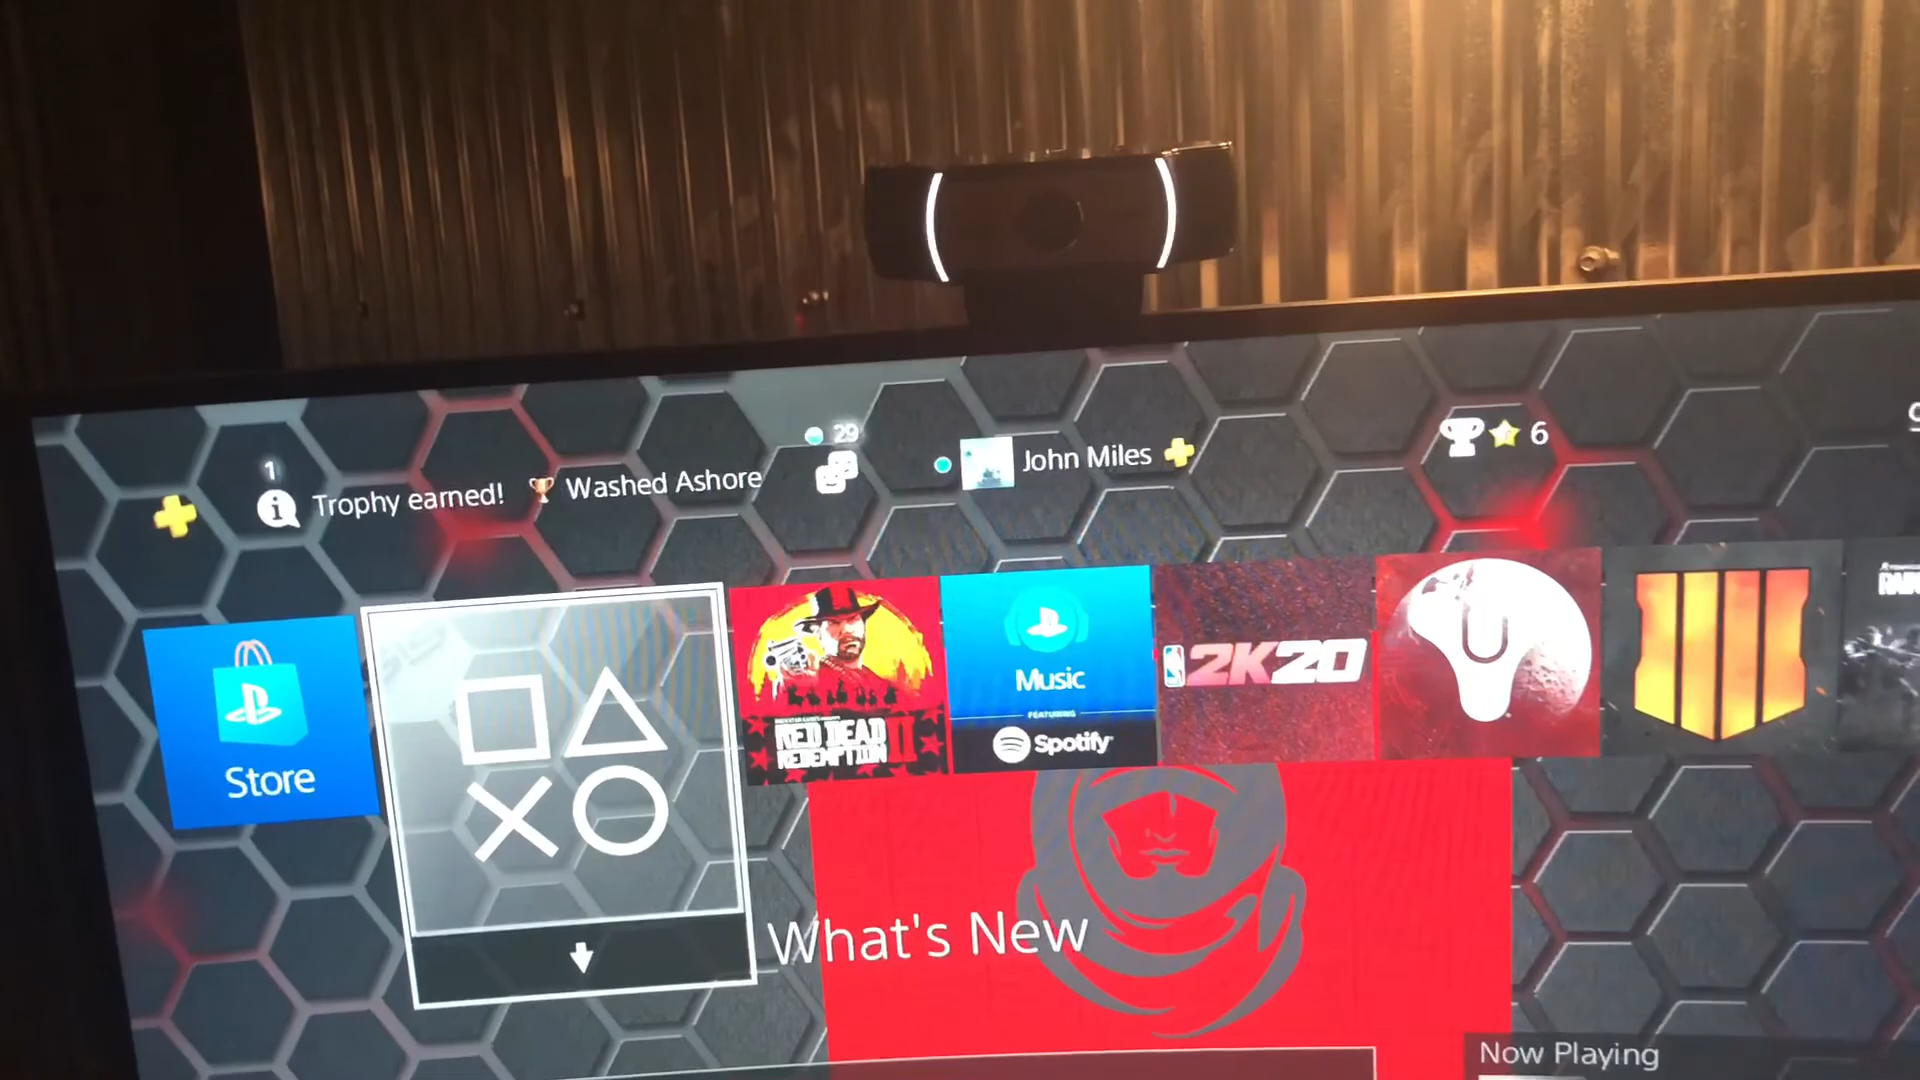 1
Trophy earned! Washed Ashore
29
John Miles
6
Store
RED DEAD
REDEMPTION II
Music
FEATURING
Spotify
2K20
What's New
Now Playing